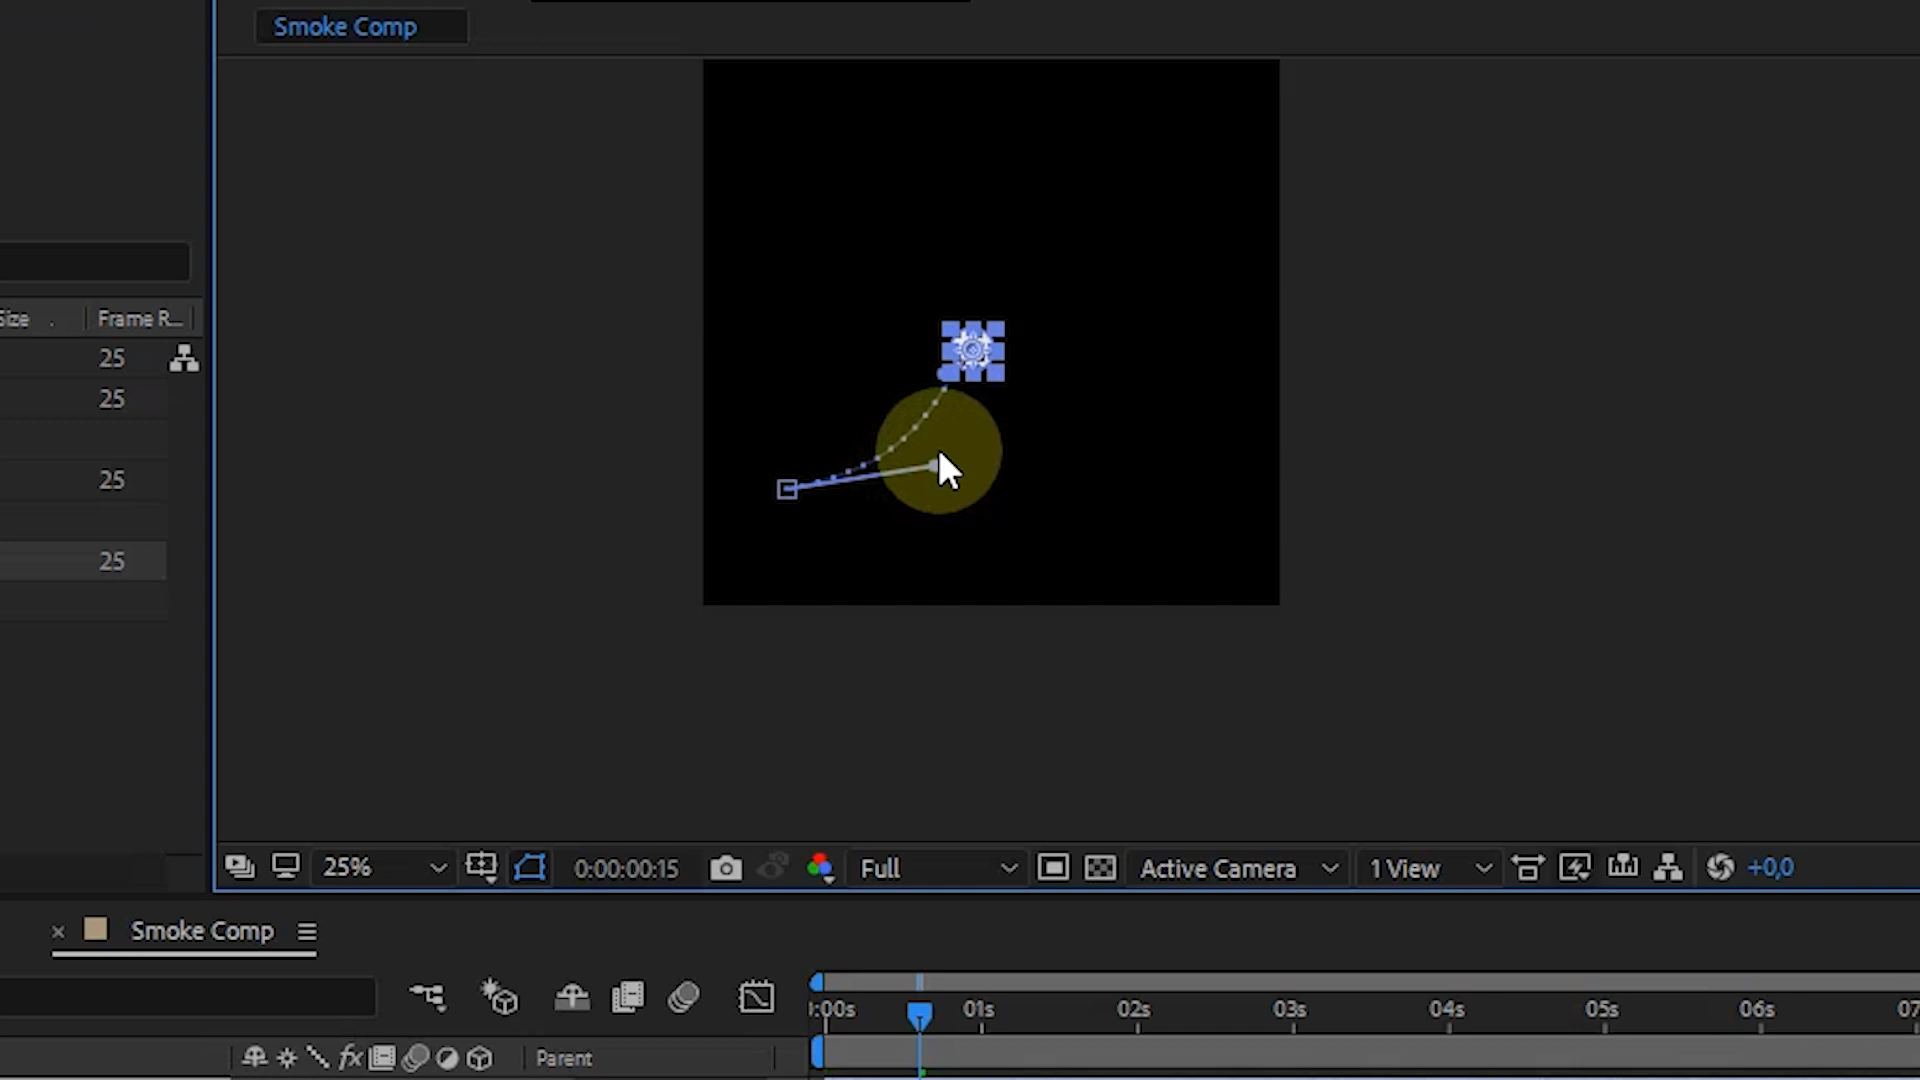 Smoke Comp
Size
Frame R...
25
25
25
25
25%
0:00:00:15
Full
Active Camera
1 View
+0,0
× Smoke Comp
):00s 01s 02s 03s 04s 05s 06s 07
fx
Parent